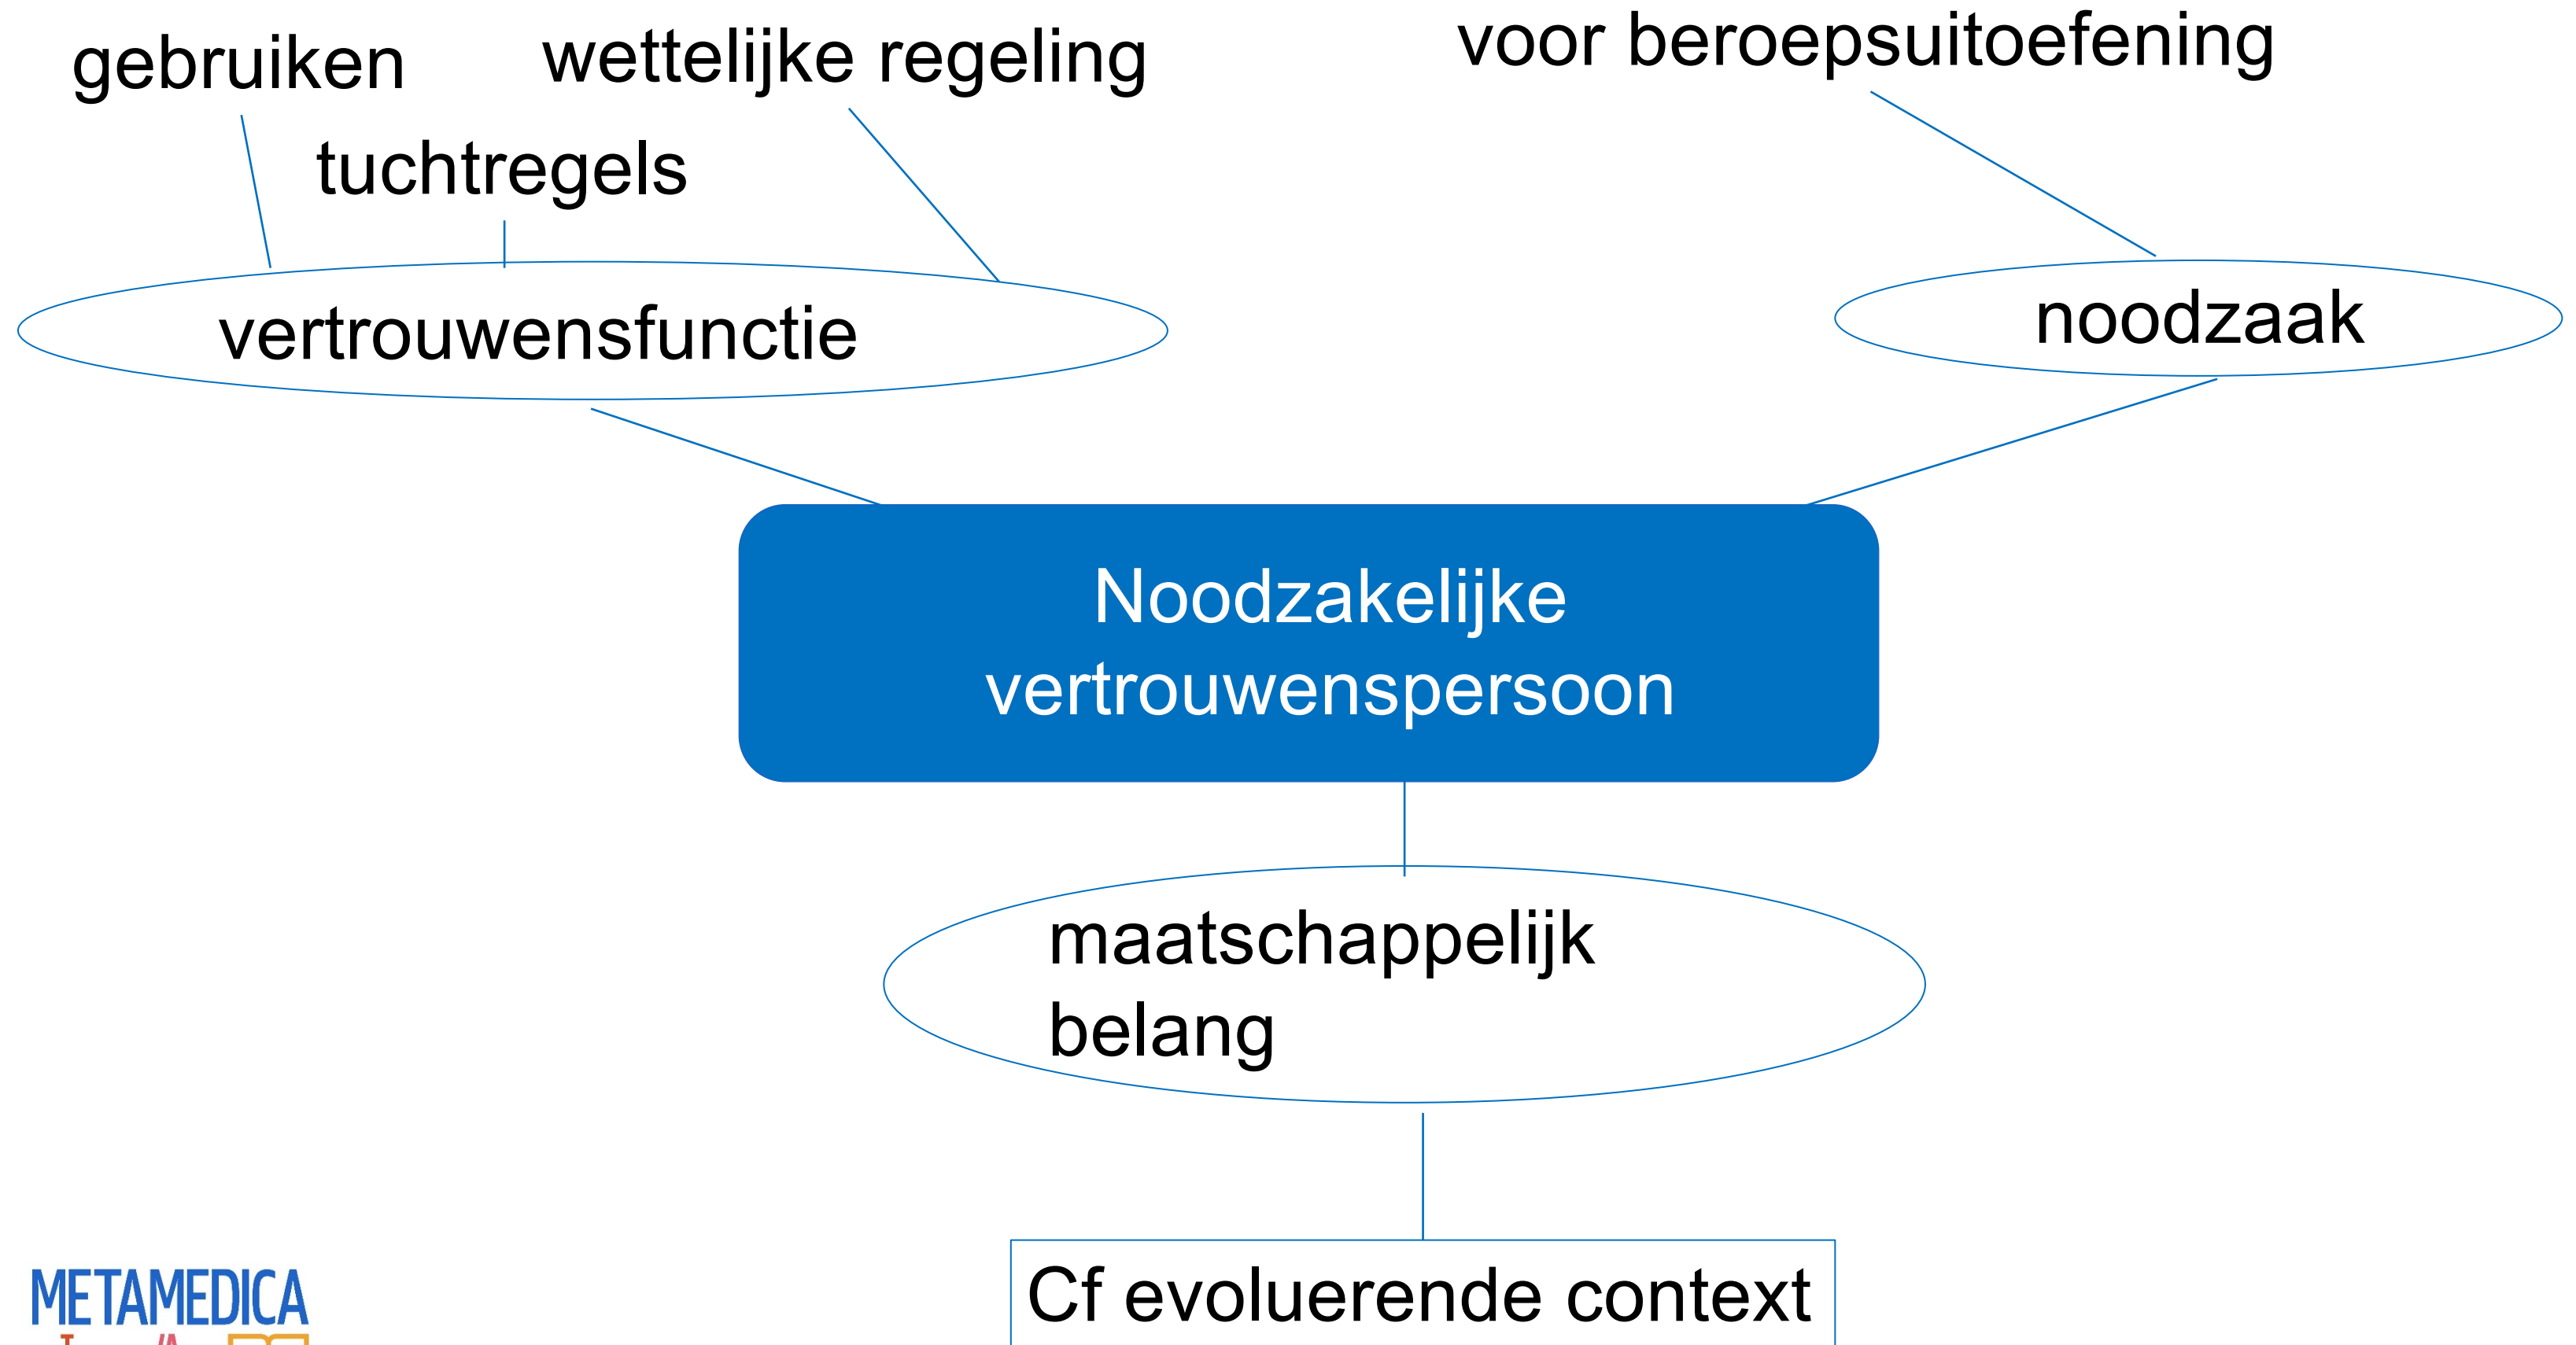 gebruiken
wettelijke regeling
voor beroepsuitoefening
tuchtregels
vertrouwensfunctie
noodzaak
Noodzakelijke
vertrouwenspersoon
maatschappelijk
belang
Cf evoluerende context
METAMEDICA